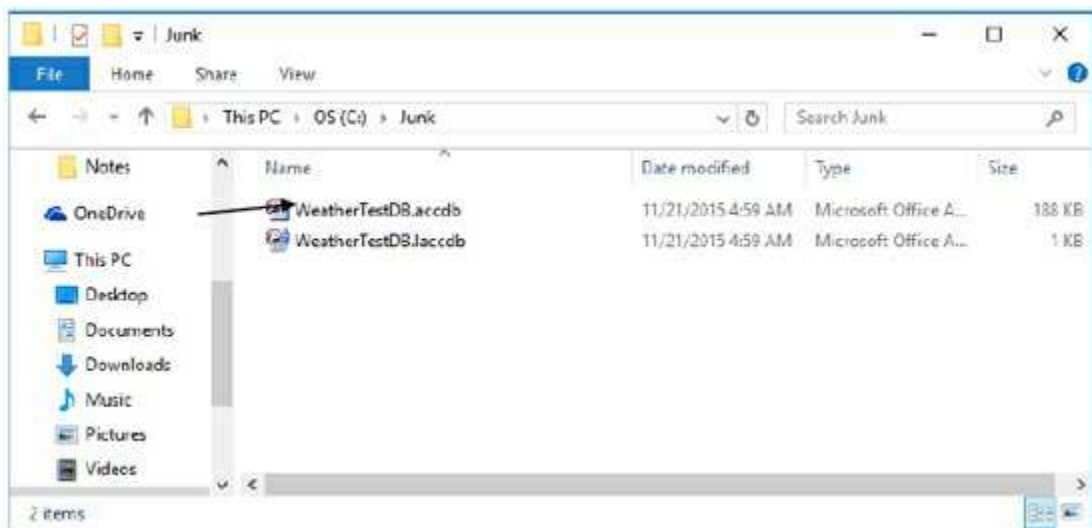 Junk
File Home Share View
This PC OS (C:) Junk Search Junk
Name Date modified Type Size
Notes
OneDrive WeatherTestDB.accdb 11/21/2015 4:59 AM Microsoft Office A... 188 KB
WeatherTestDB.laccdb 11/21/2015 4:59 AM Microsoft Office A... 1 KB
This PC
Desktop
Documents
Downloads
Music
Pictures
Videos
2 items